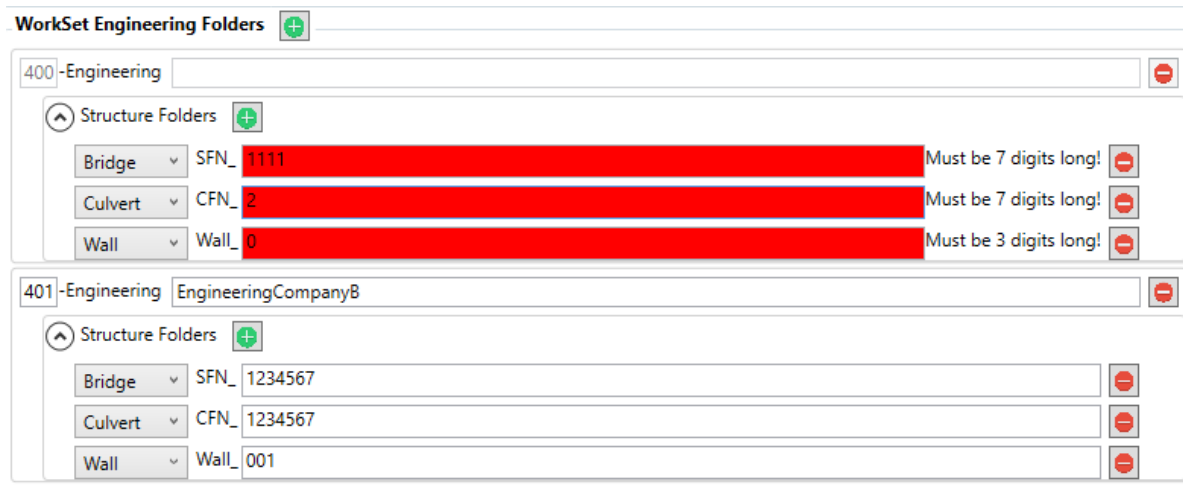 WorkSet Engineering Folders
400 -Engineering
Structure Folders
Bridge SFN_ 1111 Must be 7 digits long!
Culvert CFN_ 2 Must be 7 digits long!
Wall Wall_ 0 Must be 3 digits long!
401 -Engineering EngineeringCompanyB
Structure Folders
Bridge SFN_ 1234567
Culvert CFN_ 1234567
Wall Wall_ 001